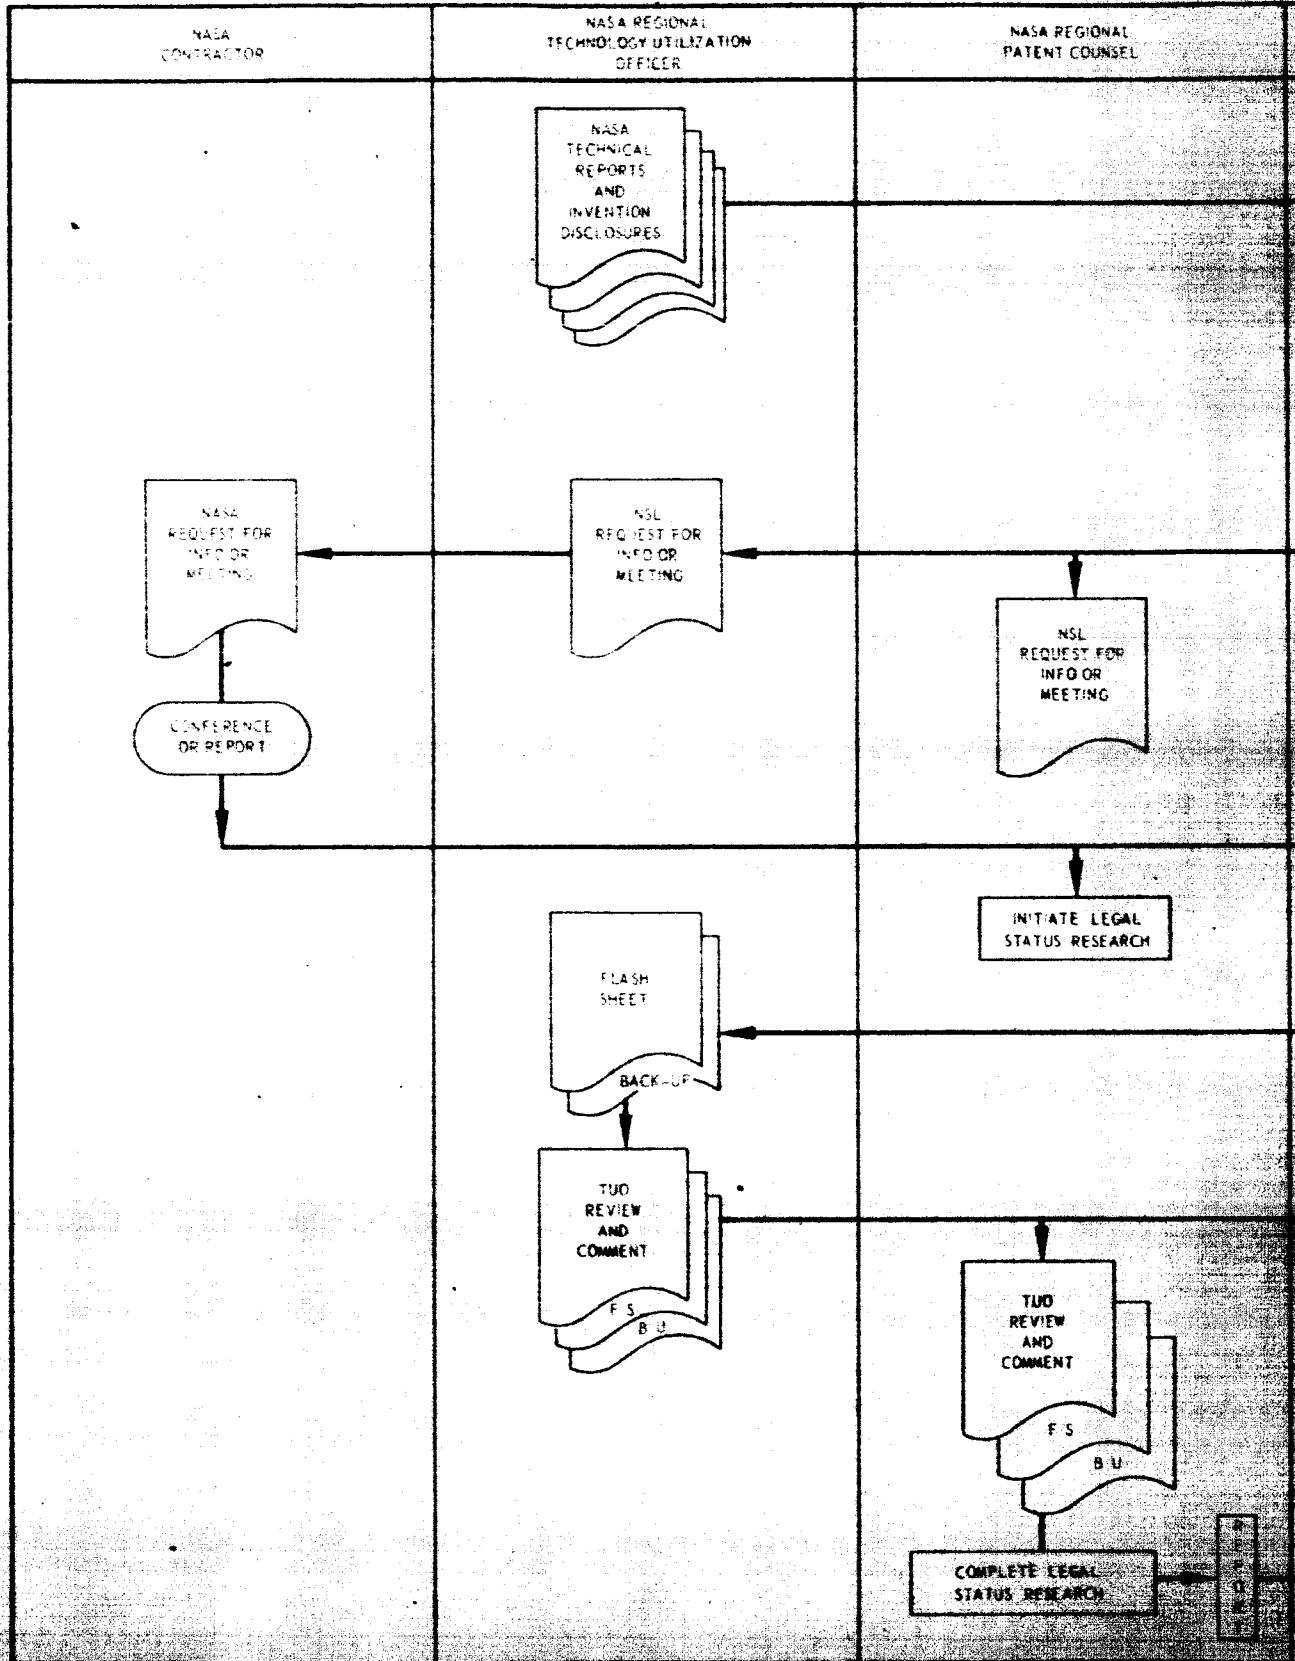 NASA
CONTRACTOR
NASA REGIONAL
TECHNOLOGY UTILIZATION
OFFICER
NASA REGIONAL
PATENT COUNSEL
NASA
TECHNICAL
REPORTS
AND
INVENTION
DISCLOSURES
NASA
REQUEST FOR
INFO OR
MEETING
NSL
REQUEST FOR
INFO OR
MEETING
NSL
REQUEST FOR
INFO OR
MEETING
CONFERENCE
OR REPORT
INITIATE LEGAL
STATUS RESEARCH
FLASH
SHEET
BACK-UP
TUO
REVIEW
AND
COMMENT
F S
B U
TUO
REVIEW
AND
COMMENT
F S
B U
COMPLETE LEGAL
STATUS RESEARCH
REPORT